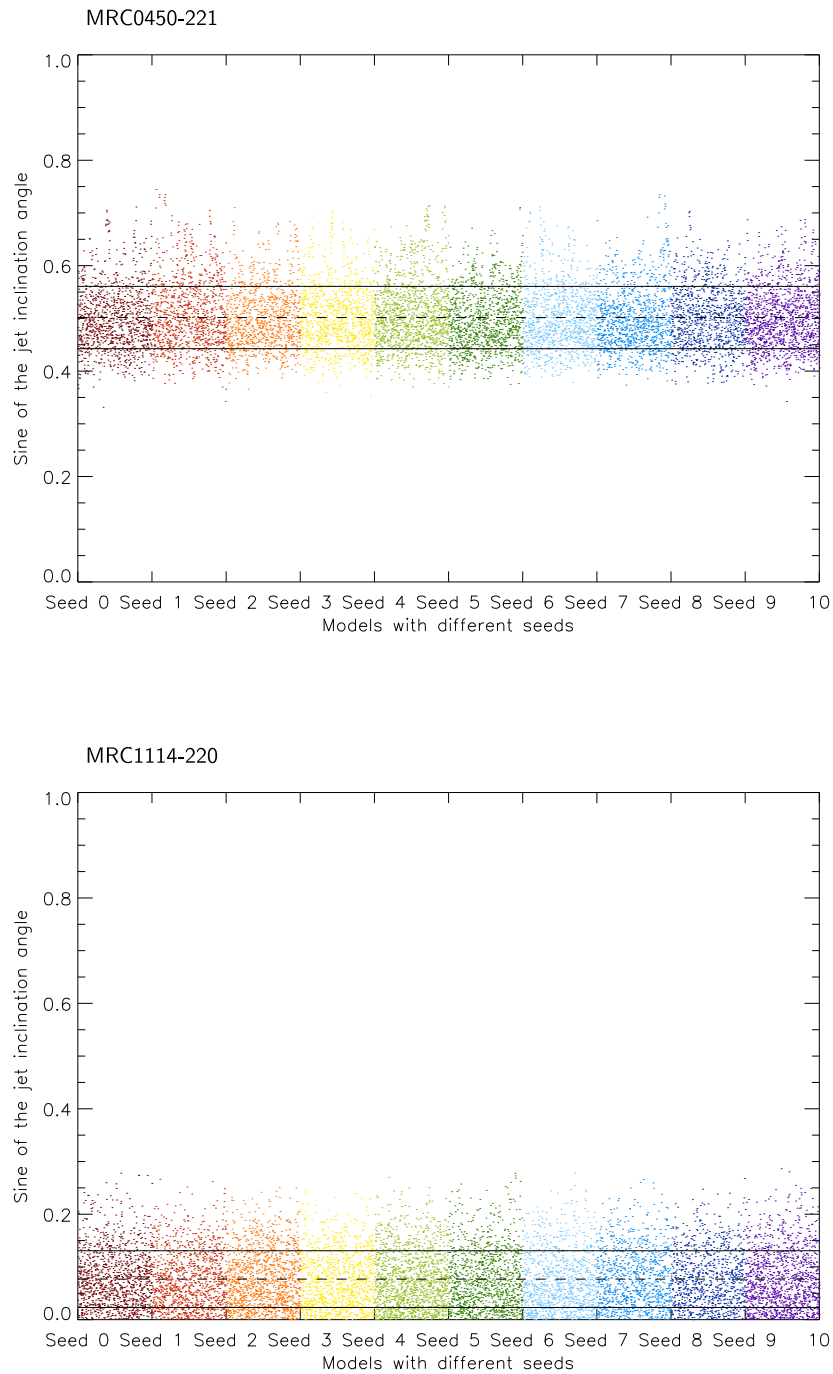 MRC0450-221
1.0
0.8
0.6
0.4
0.2
0.0
Sine of the jet inclination angle
Seed 0 Seed 1 Seed 2 Seed 3 Seed 4 Seed 5 Seed 6 Seed 7 Seed 8 Seed 9 10
Models with different seeds
MRC1114-220
1.0
0.8
0.6
0.4
0.2
0.0
Sine of the jet inclination angle
Seed 0 Seed 1 Seed 2 Seed 3 Seed 4 Seed 5 Seed 6 Seed 7 Seed 8 Seed 9 10
Models with different seeds